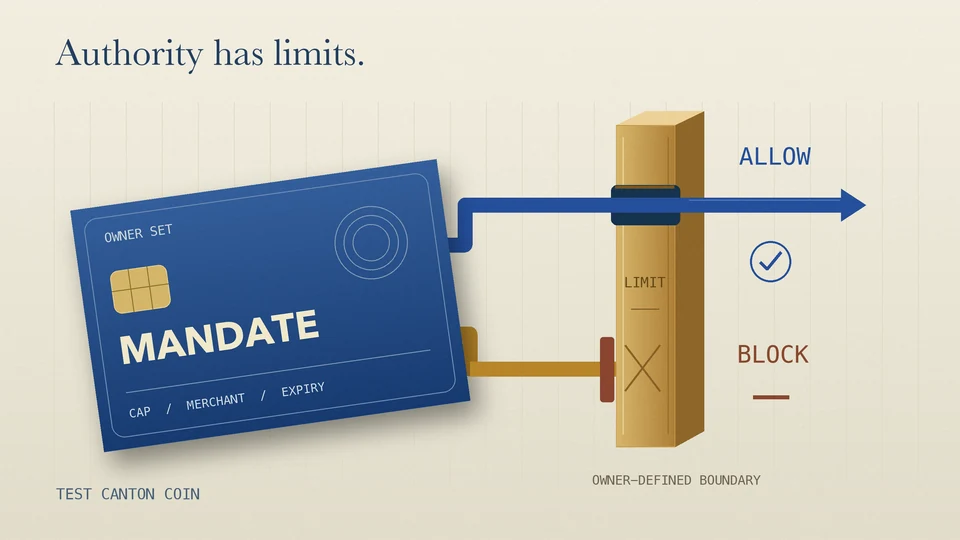 Authority has limits.
OWNER SET
MANDATE
CAP / MERCHANT / EXPIRY
LIMIT
ALLOW
BLOCK
OWNER-DEFINED BOUNDARY
TEST CANTON COIN